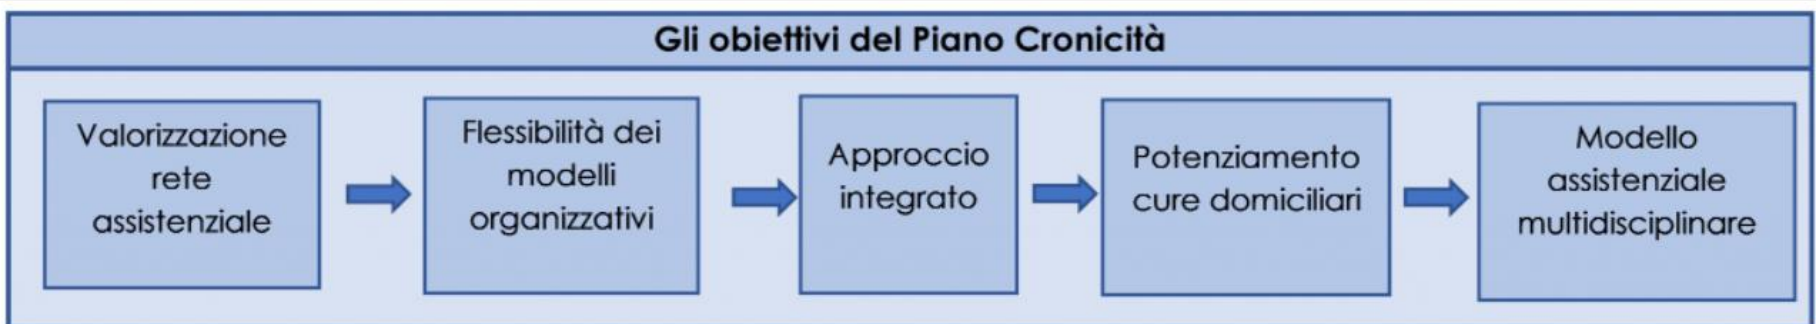 Gli obiettivi del Piano Cronicità
Valorizzazione
rete
assistenziale
Flessibilità dei
modelli
organizzativi
Approccio
integrato
Potenziamento
cure domiciliari
Modello
assistenziale
multidisciplinare